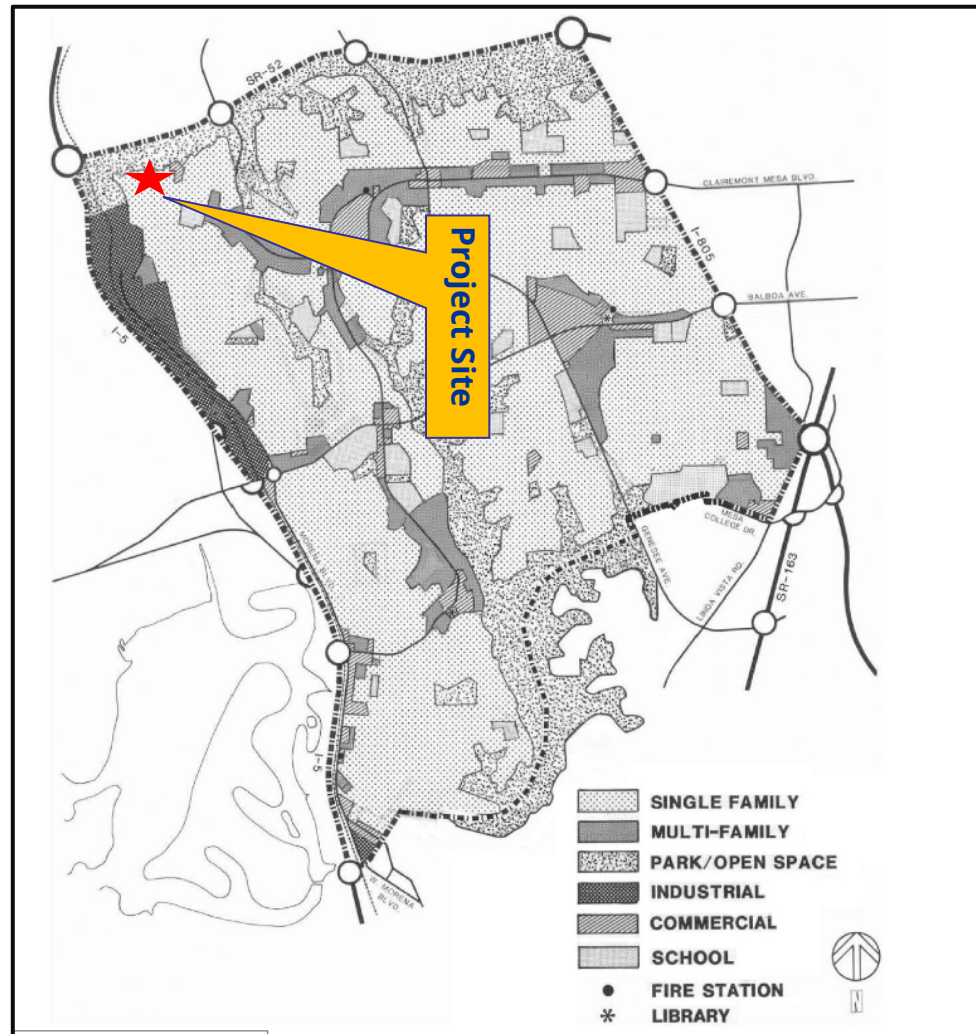 SR-52
CLAIREMONT MESA BLVD.
I-805
Project Site
BALBOA AVE.
I-5
MESA
COLLEGE DR.
GENESEE AVE.
LINDA VISTA RD.
SR-163
BLVD.
I-5
W. MORENA
BLVD.
SINGLE FAMILY
MULTI-FAMILY
PARK/OPEN SPACE
INDUSTRIAL
COMMERCIAL
SCHOOL
FIRE STATION
LIBRARY
N